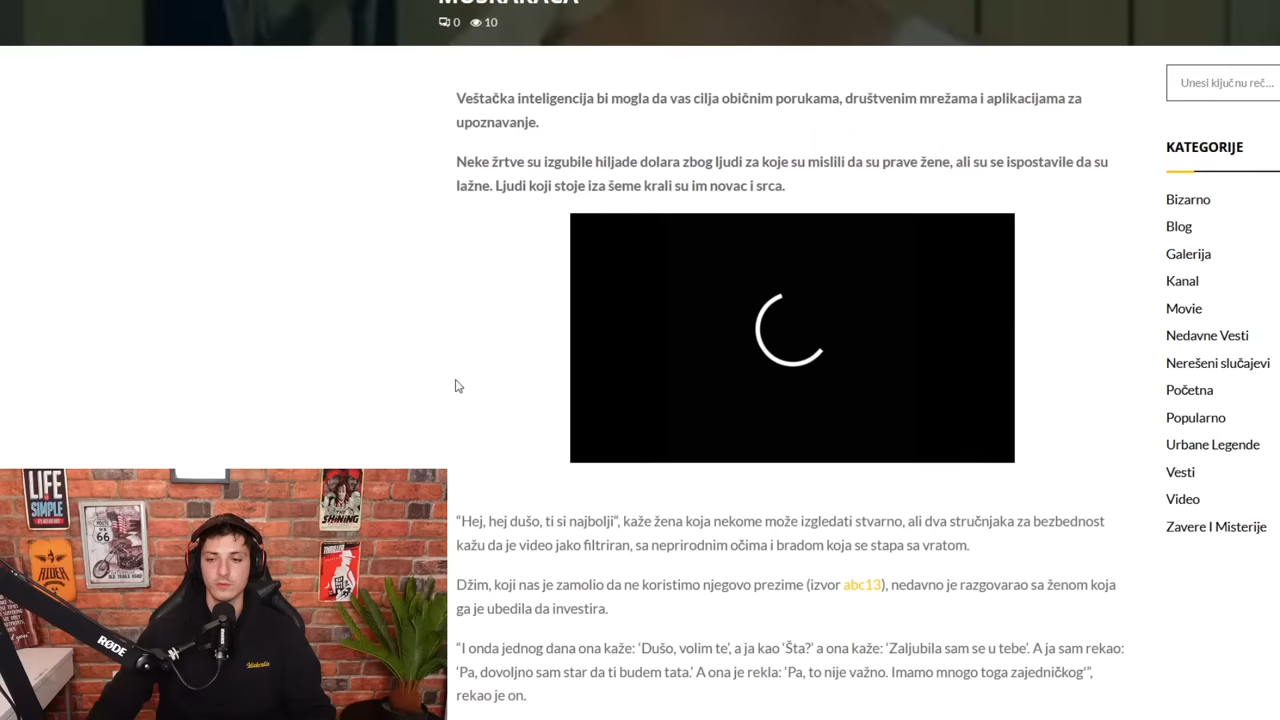 0 10
Veštačka inteligencija bi mogla da vas cilja običnim porukama, društvenim mrežama i aplikacijama za
upoznavanje.
Neke žrtve su izgubile hiljade dolara zbog ljudi za koje su mislili da su prave žene, ali su se ispostavile da su
lažne. Ljudi koji stoje iza šeme krali su im novac i srca.
“Hej, hej dušo, ti si najbolji“, kaže žena koja nekome može izgledati stvarno, ali dva stručnjaka za bezbednost
kažu da je video jako filtriran, sa neprirodnim očima i bradom koja se stapa sa vratom.
Džim, koji nas je zamolio da ne koristimo njegovo prezime (izvor abc13), nedavno je razgovarao sa ženom koja
ga je ubedila da investira.
“I onda jednog dana ona kaže: ‘Dušo, volim te’, a ja kao ‘Šta?’ a ona kaže: ‘Zaljubila sam se u tebe’. A ja sam rekao:
‘Pa, dovoljno sam star da ti budem tata.’ A ona je rekla: ‘Pa, to nije važno. Imamo mnogo toga zajedničkog’”,
rekao je on.
Unesi ključnu reč...
KATEGORIJE
Bizarno
Blog
Galerija
Kanal
Movie
Nedavne Vesti
Nerešeni slučajevi
Početna
Popularno
Urbane Legende
Vesti
Video
Zavere I Misterije
LIFE
IS
SIMPLE
ROUTE
66
RIDER
THE
SHINING
THRILLER
RØDE